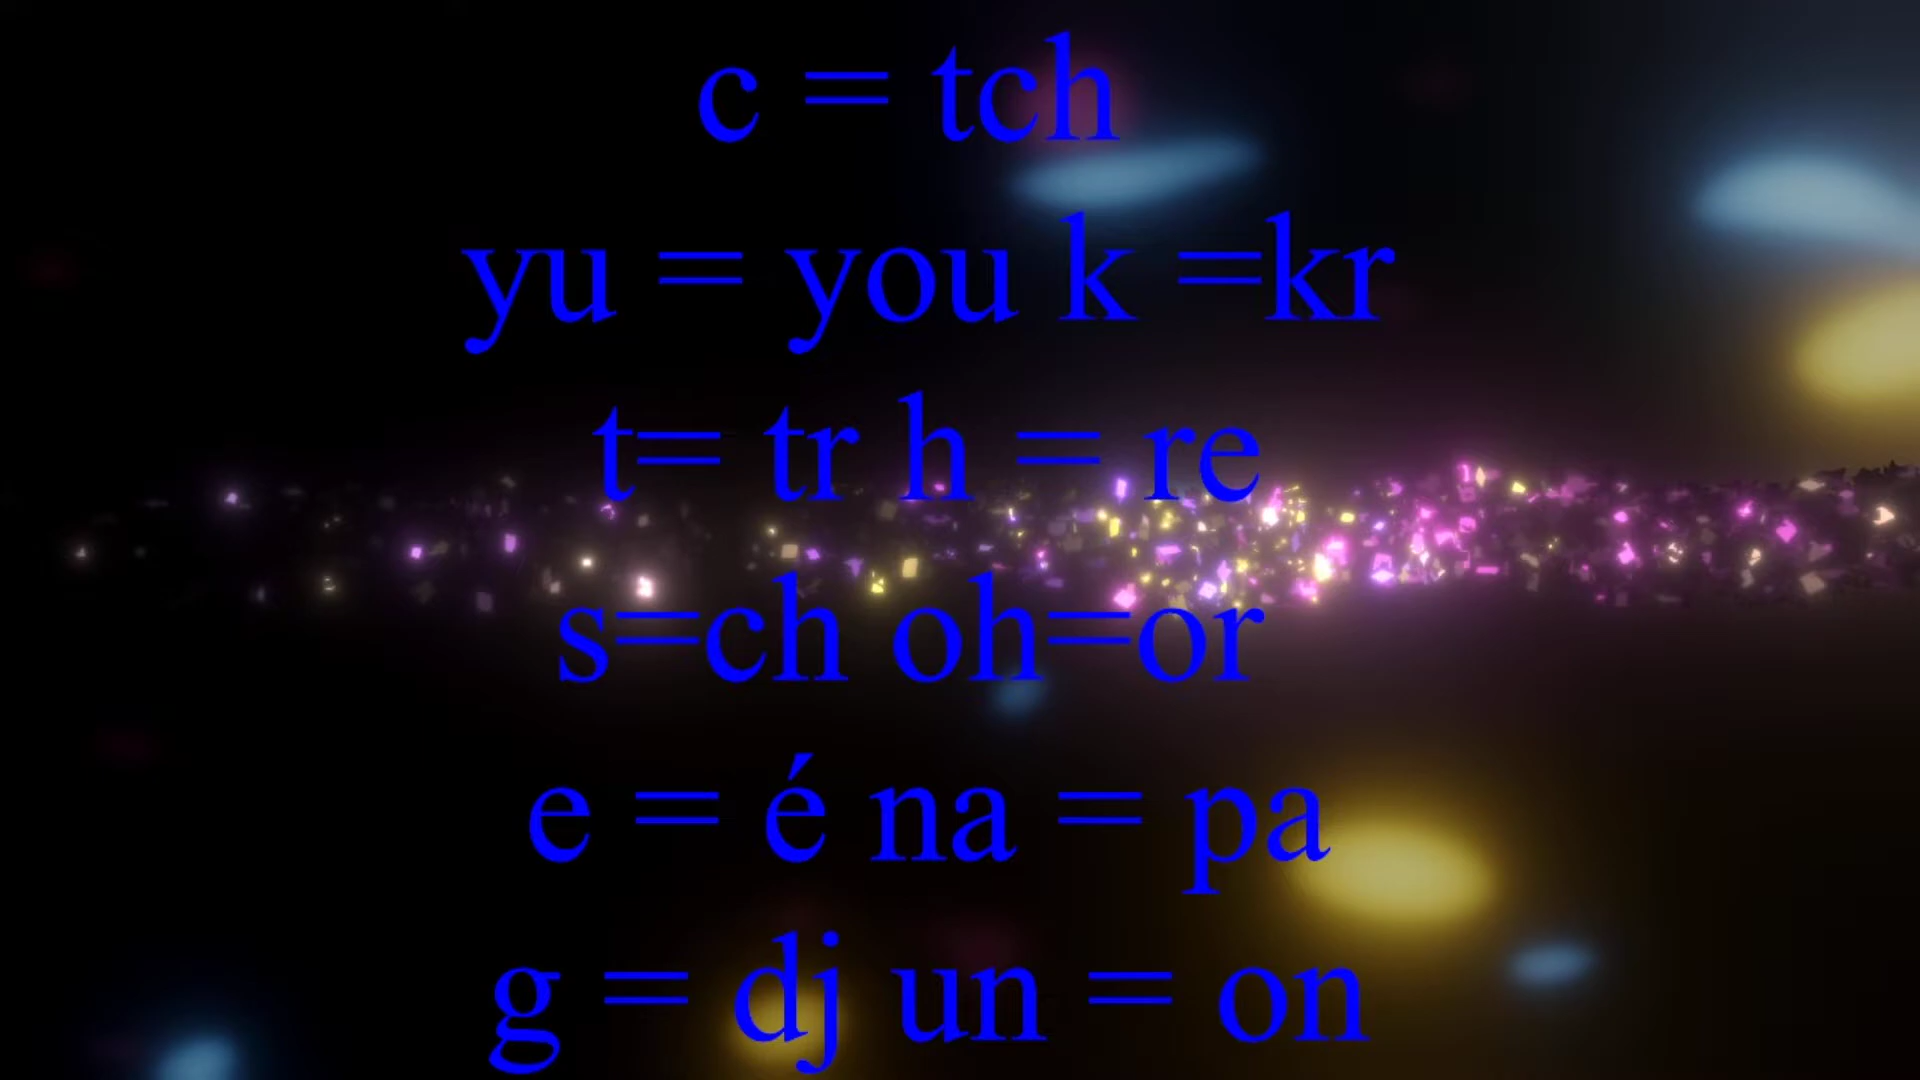 c = tch
yu = you k =kr
t= tr h = re
s=ch oh=or
e = é na = pa
g = dj un = on